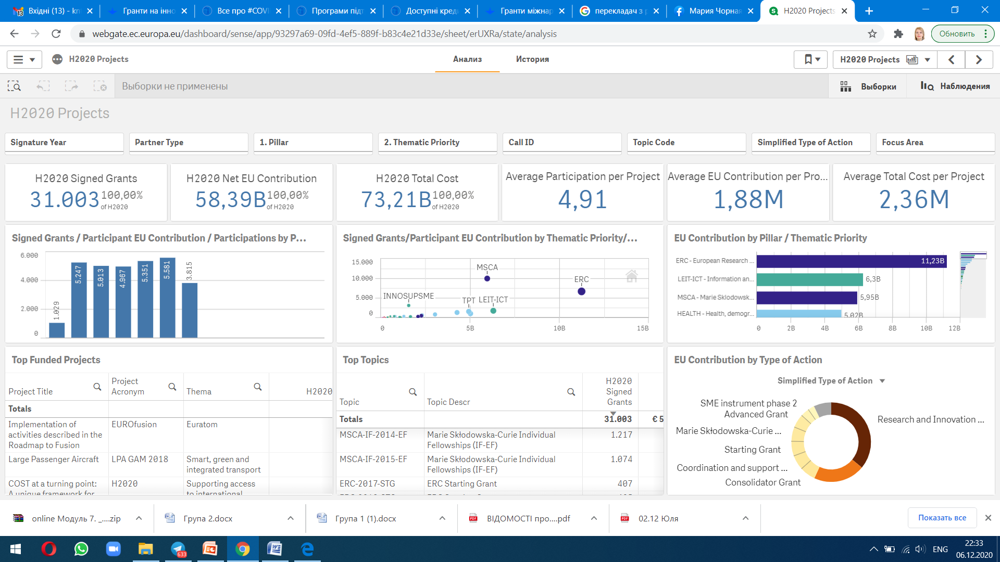 Вхідні (13) - kn
Гранти на інно
Все про #COVI
Програми підт
Доступні кред
Гранти міжнар
перекладач з р
Мария Чорная
H2020 Projects
webgate.ec.europa.eu/dashboard/sense/app/93297a69-09fd-4ef5-889f-b83c4e21d33e/sheet/erUXRa/state/analysis
Обновить
H2020 Projects
Анализ
История
H2020 Projects
Выборки не применены
Выборки
Наблюдения
H2020 Projects
Signature Year
Partner Type
1. Pillar
2. Thematic Priority
Call ID
Topic Code
Simplified Type of Action
Focus Area
H2020 Signed Grants
31.003 100,00%
of H2020
H2020 Net EU Contribution
58,39B 100,00%
of H2020
H2020 Total Cost
73,21B 100,00%
of H2020
Average Participation per Project
4,91
Average EU Contribution per Pro...
1,88M
Average Total Cost per Project
2,36M
Signed Grants / Participant EU Contribution / Participations by P...
6.000
4.000
2.000
0
1.029
5.247
5.013
4.967
5.351
5.581
3.815
Signed Grants/Participant EU Contribution by Thematic Priority/...
15.000
10.000
5.000
0
MSCA
ERC
INNOSUPSME
TPT
LEIT-ICT
0
5B
10B
15B
EU Contribution by Pillar / Thematic Priority
ERC - European Research ...
11,23B
LEIT-ICT - Information an...
6,3B
MSCA - Marie Sklodowsk...
5,95B
HEALTH - Health, demogr...
5,02B
0
2B
4B
6B
8B
10B
12B
Top Funded Projects
Project Title
Project
Acronym
Thema
H2020
Totals
Implementation of
activities described in the
Roadmap to Fusion
EUROfusion
Euratom
Large Passenger Aircraft
LPA GAM 2018
Smart, green and
integrated transport
COST at a turning point:
A unique framework for
H2020
Supporting access
to international
Top Topics
Topic
Topic Descr
H2020
Signed
Grants
Totals
31.003
€ 5
MSCA-IF-2014-EF
Marie Skłodowska-Curie Individual
Fellowships (IF-EF)
1.217
MSCA-IF-2015-EF
Marie Skłodowska-Curie Individual
Fellowships (IF-EF)
1.074
ERC-2017-STG
ERC Starting Grant
407
EU Contribution by Type of Action
Simplified Type of Action
SME instrument phase 2
Advanced Grant
Marie Skłodowska-Curie ...
Starting Grant
Coordination and support ...
Consolidator Grant
Research and Innovation ...
online Модуль 7. _....zip
Група 2.docx
Група 1 (1).docx
ВІДОМОСТІ про....pdf
02.12 Юля
Показать все
633
ENG
22:33
06.12.2020